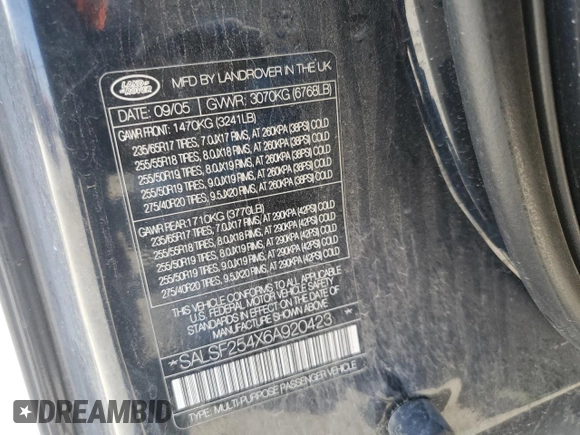 LAND ROVER
MFD BY LANDROVER IN THE UK
DATE: 09/05 GVWR: 3070KG (6768LB)
GAWR FRONT: 1470KG (3241LB)
235/65R17 TIRES, 7.0JX17 RIMS, AT 260KPA (38PSI) COLD
255/55R18 TIRES, 8.0JX18 RIMS, AT 260KPA (38PSI) COLD
255/50R19 TIRES, 8.0JX19 RIMS, AT 260KPA (38PSI) COLD
255/50R19 TIRES, 9.0JX19 RIMS, AT 260KPA (38PSI) COLD
275/40R20 TIRES, 9.5JX20 RIMS, AT 260KPA (38PSI) COLD
GAWR REAR: 1710KG (3770LB)
235/65R17 TIRES, 7.0JX17 RIMS, AT 290KPA (42PSI) COLD
255/55R18 TIRES, 8.0JX18 RIMS, AT 290KPA (42PSI) COLD
255/50R19 TIRES, 8.0JX19 RIMS, AT 290KPA (42PSI) COLD
255/50R19 TIRES, 9.0JX19 RIMS, AT 290KPA (42PSI) COLD
275/40R20 TIRES, 9.5JX20 RIMS, AT 290KPA (42PSI) COLD
THIS VEHICLE CONFORMS TO ALL APPLICABLE
U.S. FEDERAL MOTOR VEHICLE SAFETY
STANDARDS IN EFFECT ON THE DATE OF
MANUFACTURE SHOWN ABOVE
*SALSF254X6A920423*
TYPE: MULTI-PURPOSE PASSENGER VEHICLE
DREAMBID